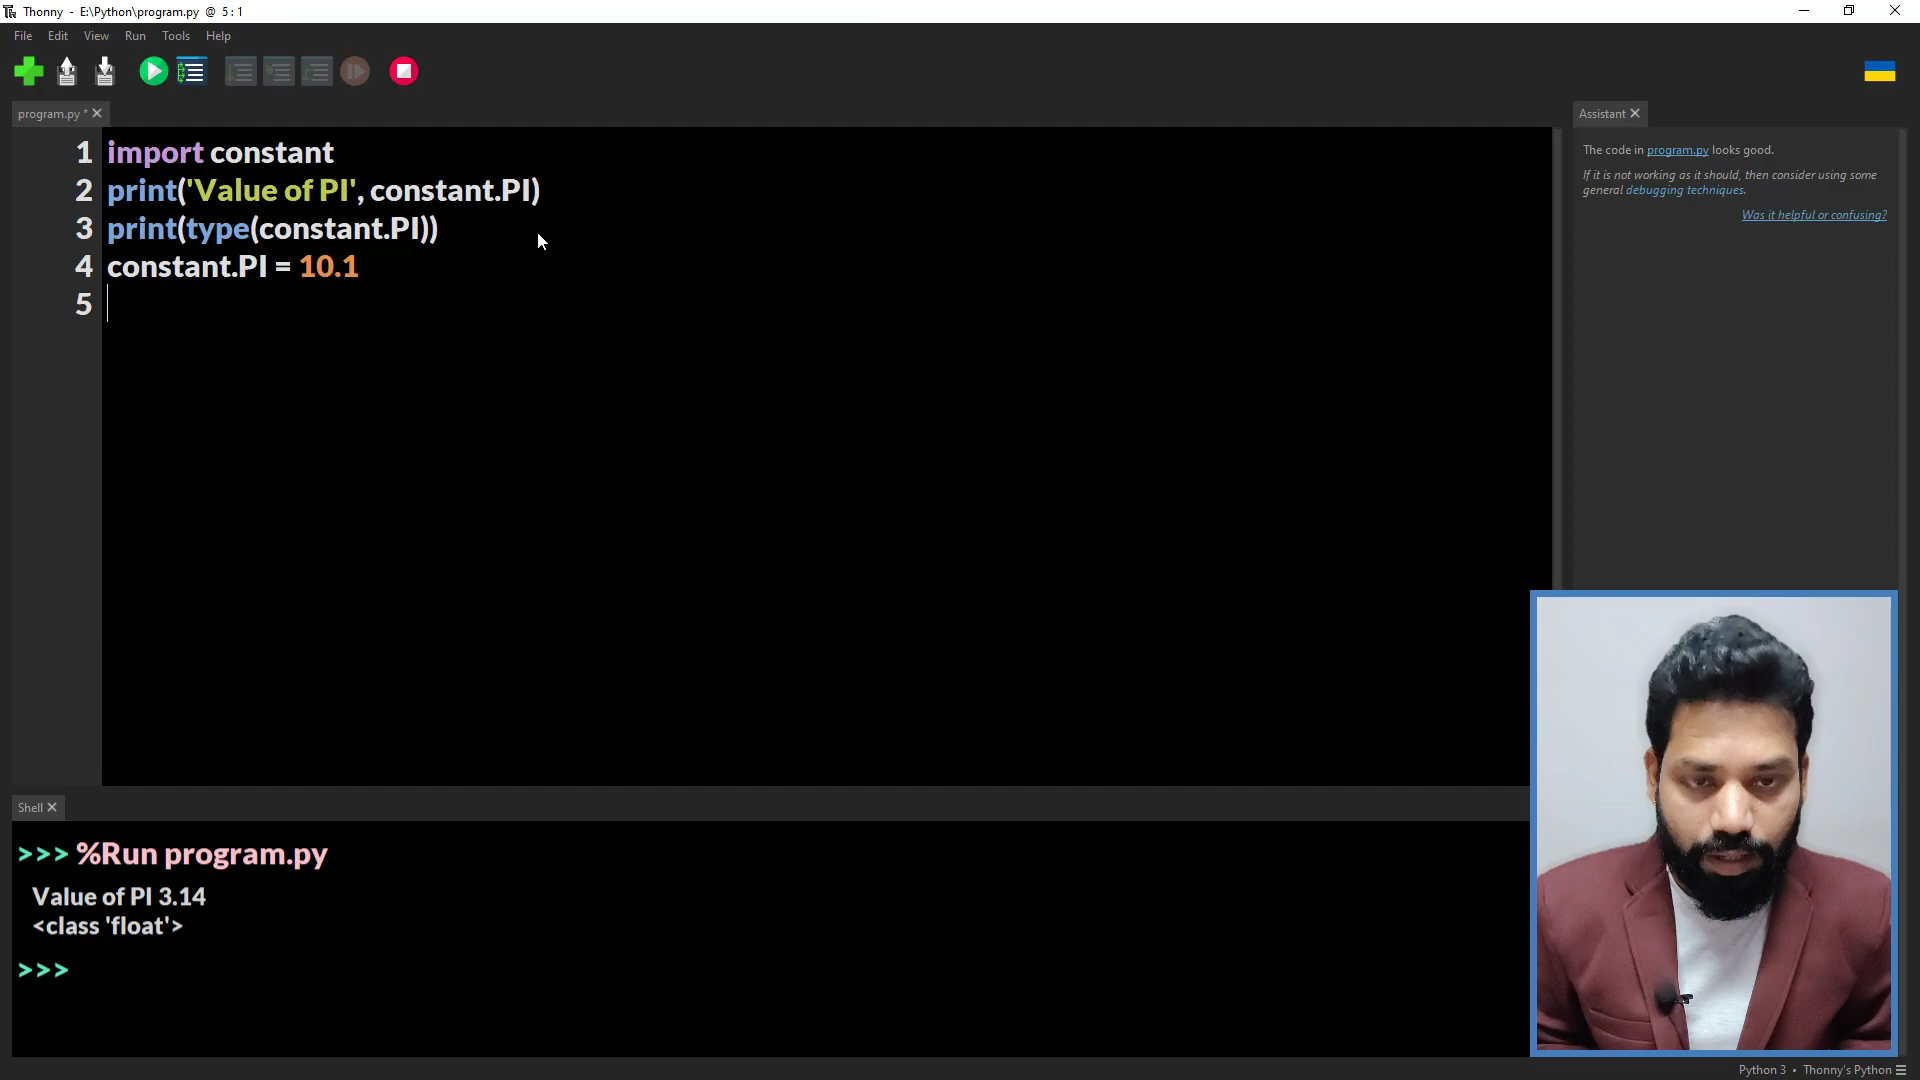 Thonny - E:\Python\program.py @ 5:1
File Edit View Run Tools Help
program.py * ✕
Assistant ✕
1 import constant
2 print('Value of PI', constant.PI)
3 print(type(constant.PI))
4 constant.PI = 10.1
5
The code in program.py looks good.
If it is not working as it should, then consider using some
general debugging techniques.
Was it helpful or confusing?
Shell ✕
>>> %Run program.py
Value of PI 3.14
<class 'float'>
>>>
Python 3 • Thonny's Python ☰